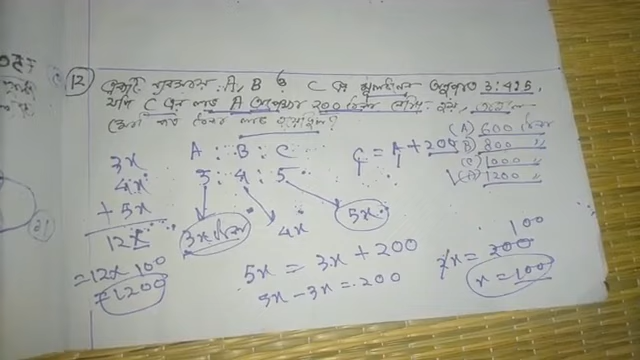 12 একটি ব্যবসায় A, B ও C এর মূলধনের অনুপাত 3:4:5,
যদি C এর লাভ A অপেক্ষা 200 টাকা বেশি হয়,
মোট কত টাকা লাভ হয়েছিল?
(A) 600 টাকা
(B) 800 "
(C) 1000 "
1200 "
A : B : C
C = A + 200
3 : 4 : 5
3x
4x
+ 5x
12x
= 12x 100
= 1200
3x টাকা
4x
5x
5x = 3x + 200
5x - 3x = 200
2x = 200
100
x = 100